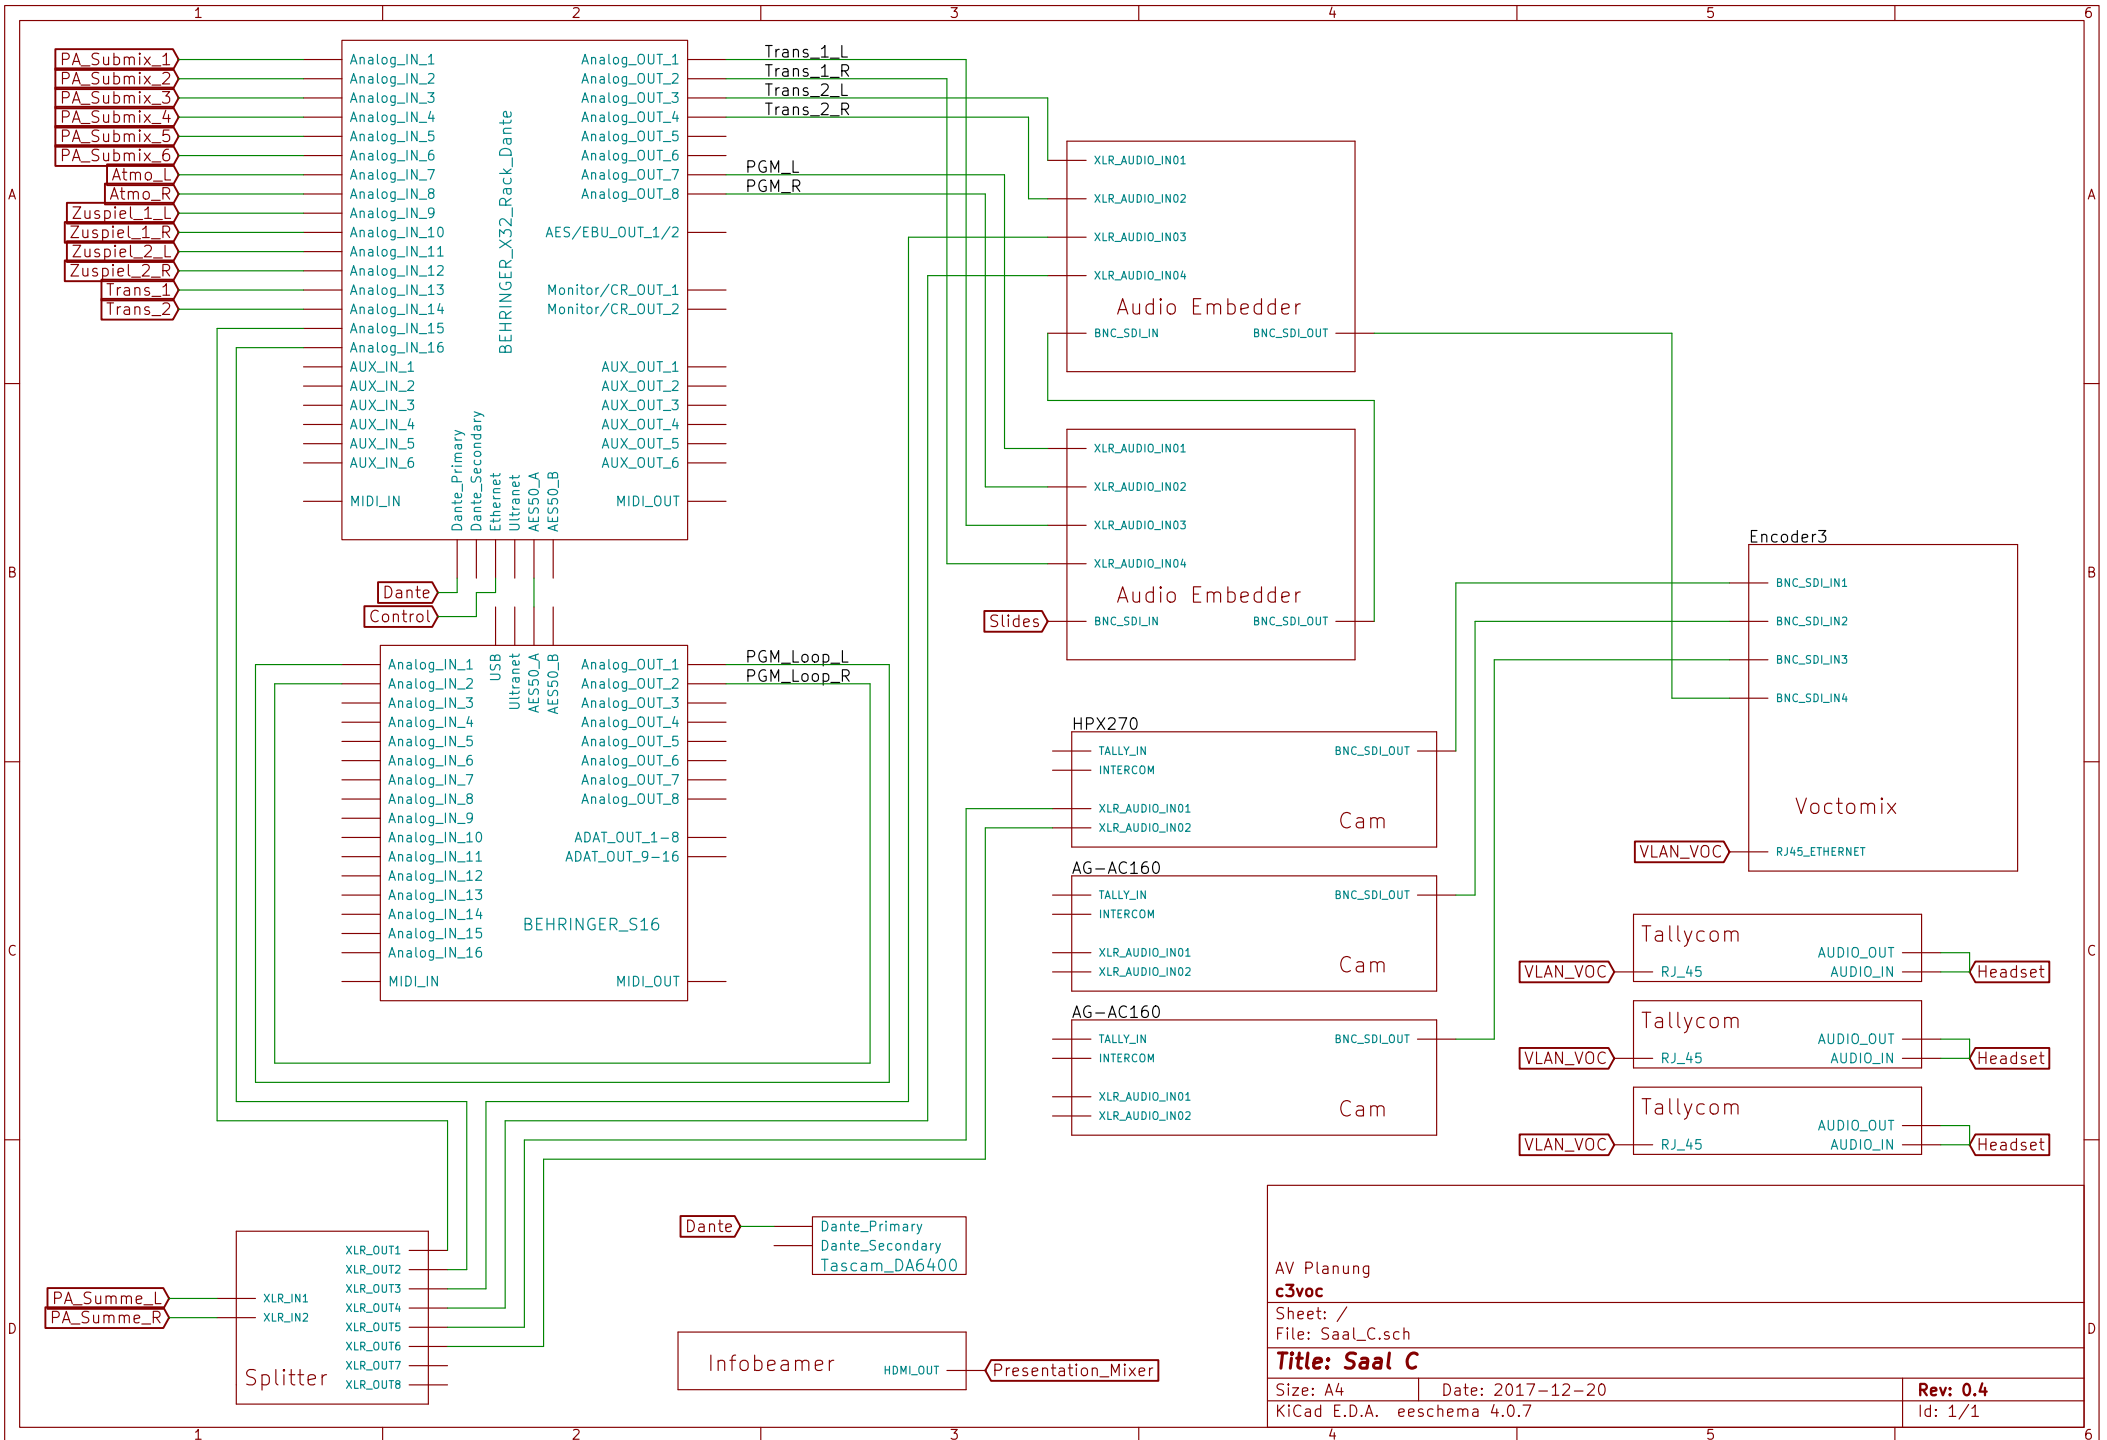 1 2 3 4 5 6
A
B
C
D
A
B
C
D
1 2 3 4 5 6
PA_Submix_1
PA_Submix_2
PA_Submix_3
PA_Submix_4
PA_Submix_5
PA_Submix_6
Atmo_L
Atmo_R
Zuspiel_1_L
Zuspiel_1_R
Zuspiel_2_L
Zuspiel_2_R
Trans_1
Trans_2
Analog_IN_1
Analog_IN_2
Analog_IN_3
Analog_IN_4
Analog_IN_5
Analog_IN_6
Analog_IN_7
Analog_IN_8
Analog_IN_9
Analog_IN_10
Analog_IN_11
Analog_IN_12
Analog_IN_13
Analog_IN_14
Analog_IN_15
Analog_IN_16
AUX_IN_1
AUX_IN_2
AUX_IN_3
AUX_IN_4
AUX_IN_5
AUX_IN_6
MIDI_IN
BEHRINGER_X32_Rack_Dante
Analog_OUT_1
Analog_OUT_2
Analog_OUT_3
Analog_OUT_4
Analog_OUT_5
Analog_OUT_6
Analog_OUT_7
Analog_OUT_8
AES/EBU_OUT_1/2
Monitor/CR_OUT_1
Monitor/CR_OUT_2
AUX_OUT_1
AUX_OUT_2
AUX_OUT_3
AUX_OUT_4
AUX_OUT_5
AUX_OUT_6
MIDI_OUT
Dante_Primary
Dante_Secondary
Ethernet
Ultranet
AES50_A
AES50_B
Trans_1_L
Trans_1_R
Trans_2_L
Trans_2_R
PGM_L
PGM_R
Dante
Control
USB
Ultranet
AES50_A
AES50_B
Analog_IN_1
Analog_IN_2
Analog_IN_3
Analog_IN_4
Analog_IN_5
Analog_IN_6
Analog_IN_7
Analog_IN_8
Analog_IN_9
Analog_IN_10
Analog_IN_11
Analog_IN_12
Analog_IN_13
Analog_IN_14
Analog_IN_15
Analog_IN_16
MIDI_IN
Analog_OUT_1
Analog_OUT_2
Analog_OUT_3
Analog_OUT_4
Analog_OUT_5
Analog_OUT_6
Analog_OUT_7
Analog_OUT_8
ADAT_OUT_1-8
ADAT_OUT_9-16
BEHRINGER_S16
MIDI_OUT
PGM_Loop_L
PGM_Loop_R
XLR_AUDIO_IN01
XLR_AUDIO_IN02
XLR_AUDIO_IN03
XLR_AUDIO_IN04
Audio Embedder
BNC_SDI_IN BNC_SDI_OUT
XLR_AUDIO_IN01
XLR_AUDIO_IN02
XLR_AUDIO_IN03
XLR_AUDIO_IN04
Audio Embedder
Slides BNC_SDI_IN BNC_SDI_OUT
HPX270
TALLY_IN BNC_SDI_OUT
INTERCOM
XLR_AUDIO_IN01
XLR_AUDIO_IN02
Cam
AG-AC160
TALLY_IN BNC_SDI_OUT
INTERCOM
XLR_AUDIO_IN01
XLR_AUDIO_IN02
Cam
AG-AC160
TALLY_IN BNC_SDI_OUT
INTERCOM
XLR_AUDIO_IN01
XLR_AUDIO_IN02
Cam
Encoder3
BNC_SDI_IN1
BNC_SDI_IN2
BNC_SDI_IN3
BNC_SDI_IN4
Voctomix
VLAN_VOC RJ45_ETHERNET
Tallycom
AUDIO_OUT
VLAN_VOC RJ_45 AUDIO_IN Headset
Tallycom
AUDIO_OUT
VLAN_VOC RJ_45 AUDIO_IN Headset
Tallycom
AUDIO_OUT
VLAN_VOC RJ_45 AUDIO_IN Headset
PA_Summe_L
PA_Summe_R
XLR_IN1
XLR_IN2
XLR_OUT1
XLR_OUT2
XLR_OUT3
XLR_OUT4
XLR_OUT5
XLR_OUT6
XLR_OUT7
XLR_OUT8
Splitter
Dante Dante_Primary
Dante_Secondary
Tascam_DA6400
Infobeamer HDMI_OUT Presentation_Mixer
AV Planung
c3voc
Sheet: /
File: Saal_C.sch
Title: Saal C
Size: A4 Date: 2017-12-20 Rev: 0.4
KiCad E.D.A. eeschema 4.0.7 Id: 1/1